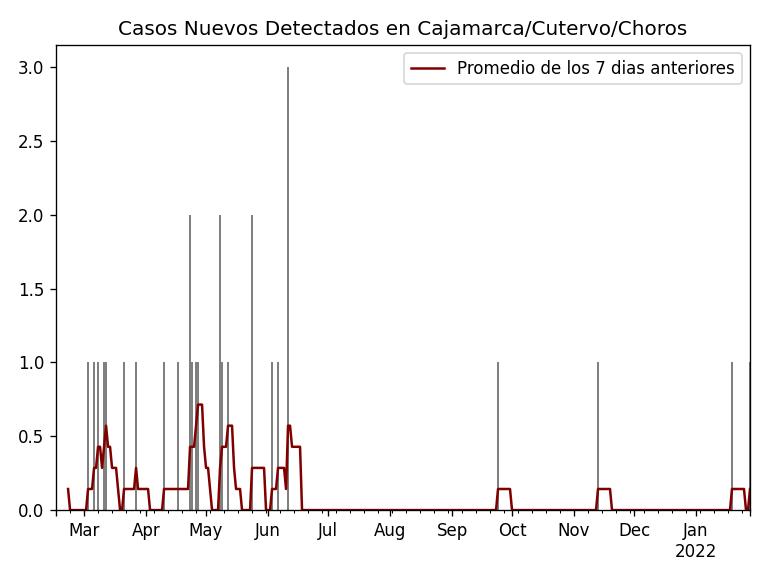 Casos Nuevos Detectados en Cajamarca/Cutervo/Choros
Promedio de los 7 dias anteriores
3.0
2.5
2.0
1.5
1.0
0.5
0.0
Mar Apr May Jun Jul Aug Sep Oct Nov Dec Jan
2022